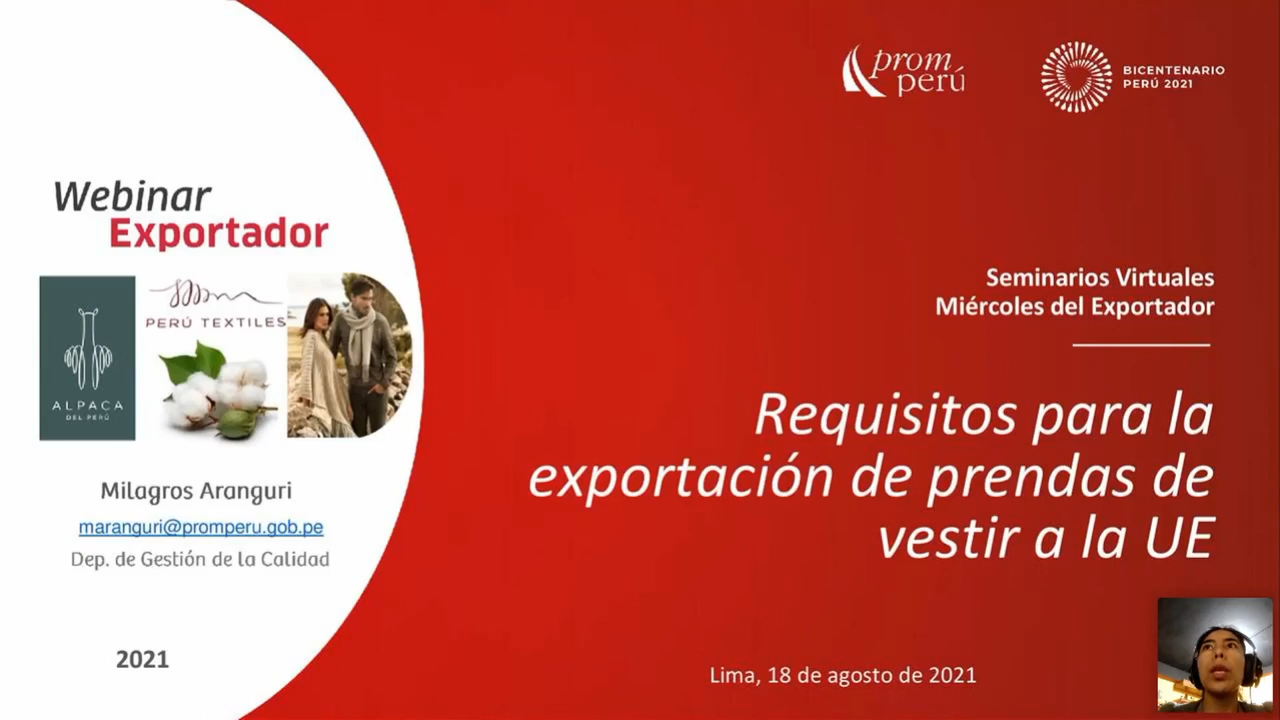 prom
perú
BICENTENARIO
PERÚ 2021
Webinar
Exportador
ALPACA
DEL PERÚ
PERÚ TEXTILES
Milagros Aranguri
maranguri@promperu.gob.pe
Dep. de Gestión de la Calidad
2021
Seminarios Virtuales
Miércoles del Exportador
Requisitos para la
exportación de prendas de
vestir a la UE
Lima, 18 de agosto de 2021